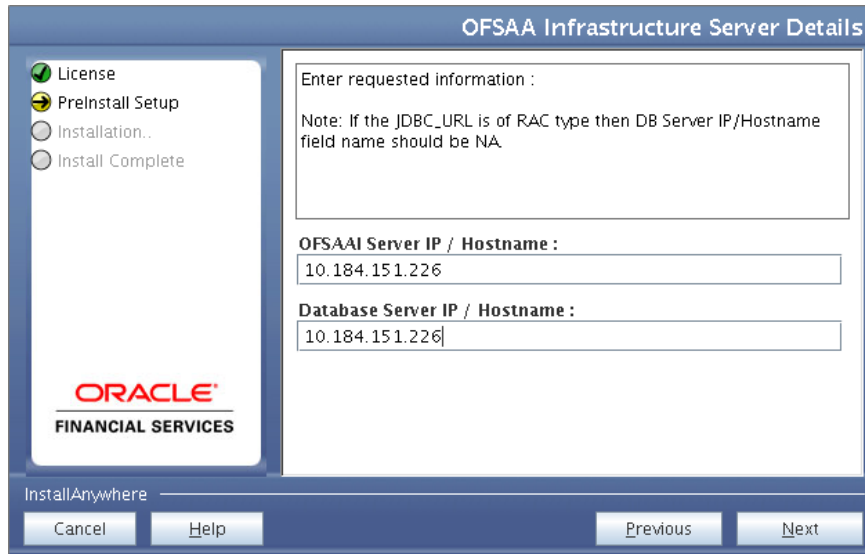 OFSAA Infrastructure Server Details
License
PreInstall Setup
Installation..
Install Complete
ORACLE®
FINANCIAL SERVICES
Enter requested information :
Note: If the JDBC_URL is of RAC type then DB Server IP/Hostname
field name should be NA.
OFSAAI Server IP / Hostname :
10.184.151.226
Database Server IP / Hostname :
10.184.151.226
InstallAnywhere
Cancel
Help
Previous
Next